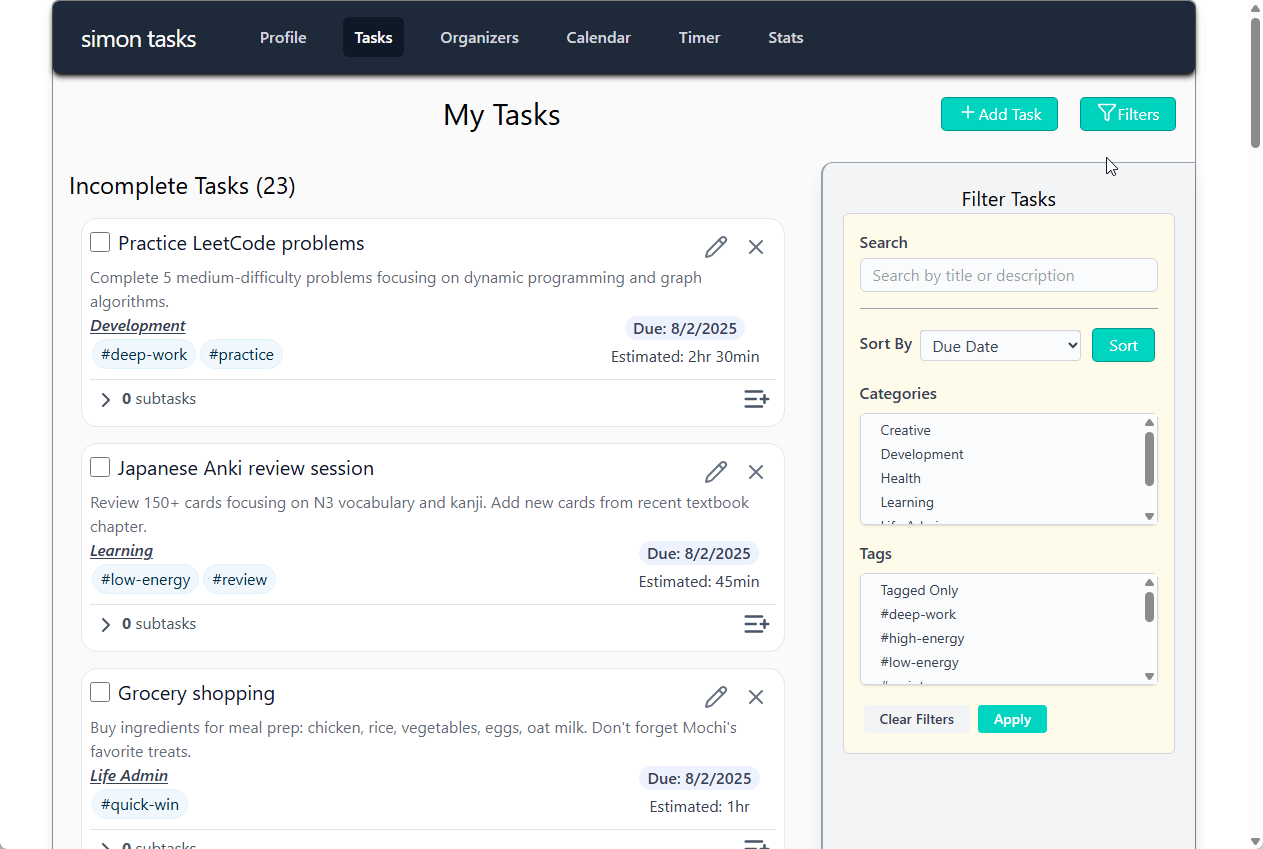 simon tasks Profile Tasks Organizers Calendar Timer Stats
My Tasks
Add Task
Filters
Incomplete Tasks (23)
Practice LeetCode problems
Complete 5 medium-difficulty problems focusing on dynamic programming and graph
algorithms.
Development
#deep-work #practice
Due: 8/2/2025
Estimated: 2hr 30min
0 subtasks
Japanese Anki review session
Review 150+ cards focusing on N3 vocabulary and kanji. Add new cards from recent textbook
chapter.
Learning
#low-energy #review
Due: 8/2/2025
Estimated: 45min
0 subtasks
Grocery shopping
Buy ingredients for meal prep: chicken, rice, vegetables, eggs, oat milk. Don't forget Mochi's
favorite treats.
Life Admin
#quick-win
Due: 8/2/2025
Estimated: 1hr
0 subtasks
Filter Tasks
Search
Search by title or description
Sort By Due Date Sort
Categories
Creative
Development
Health
Learning
Life Admin
Tags
Tagged Only
#deep-work
#high-energy
#low-energy
Clear Filters Apply